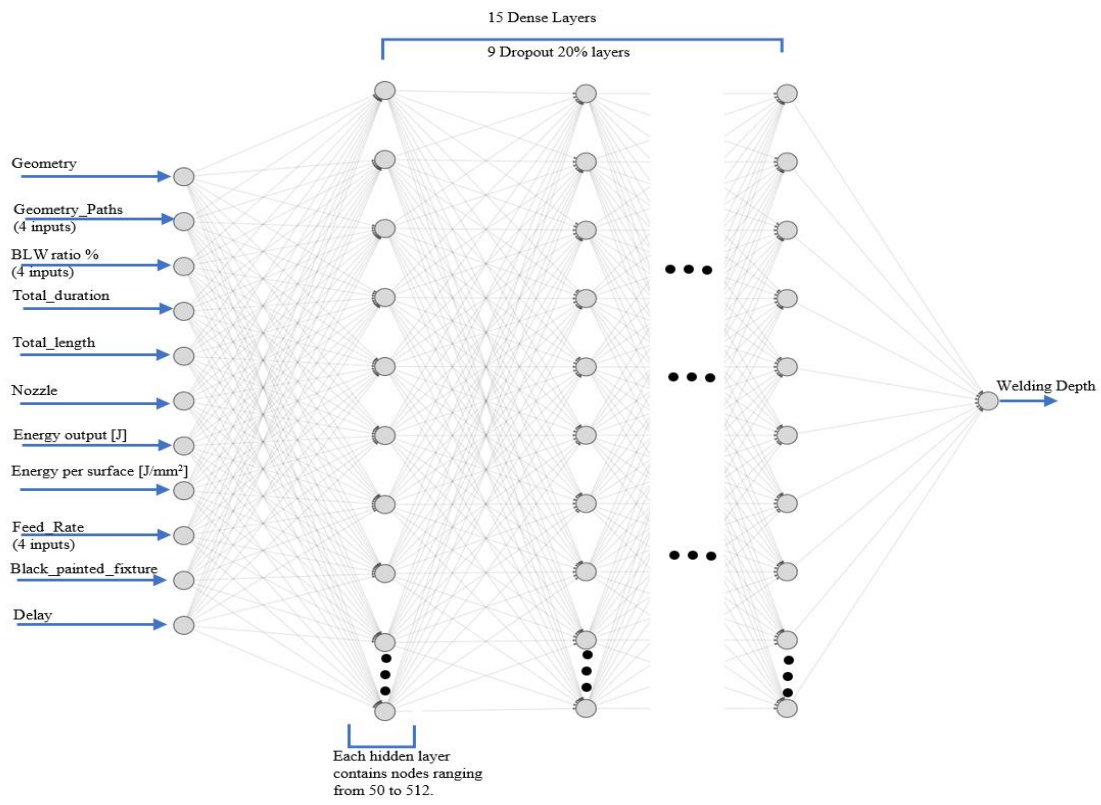 15 Dense Layers
9 Dropout 20% layers
Geometry
Geometry_Paths
(4 inputs)
BLW ratio %
(4 inputs)
Total_duration
Total_length
Nozzle
Energy output [J]
Energy per surface [J/mm²]
Feed_Rate
(4 inputs)
Black_painted_fixture
Delay
Welding Depth
Each hidden layer
contains nodes ranging
from 50 to 512.